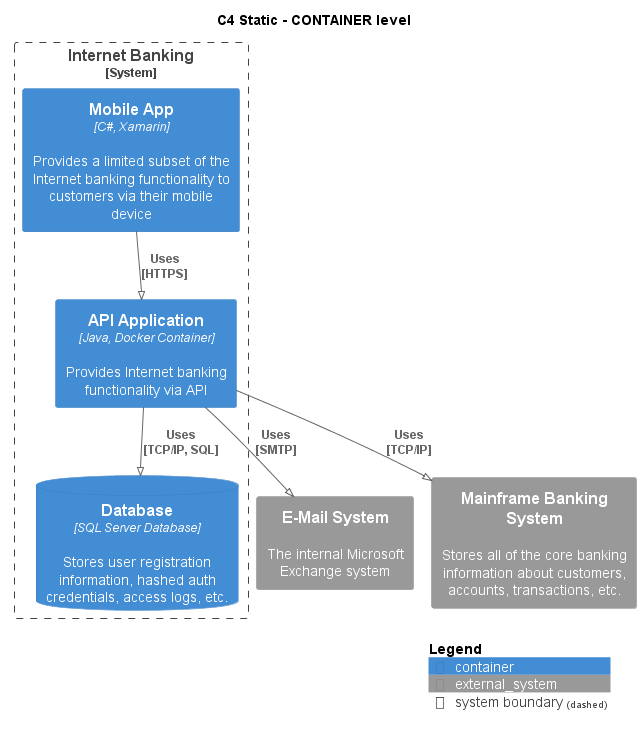 C4 Static - CONTAINER level
Internet Banking
[System]
Mobile App
[C#, Xamarin]
Provides a limited subset of the
Internet banking functionality to
customers via their mobile
device
Uses
[HTTPS]
API Application
[Java, Docker Container]
Provides Internet banking
functionality via API
Uses
[TCP/IP, SQL]
Uses
[SMTP]
Uses
[TCP/IP]
Database
[SQL Server Database]
Stores user registration
information, hashed auth
credentials, access logs, etc.
E-Mail System
The internal Microsoft
Exchange system
Mainframe Banking
System
Stores all of the core banking
information about customers,
accounts, transactions, etc.
Legend
container
external_system
system boundary (dashed)